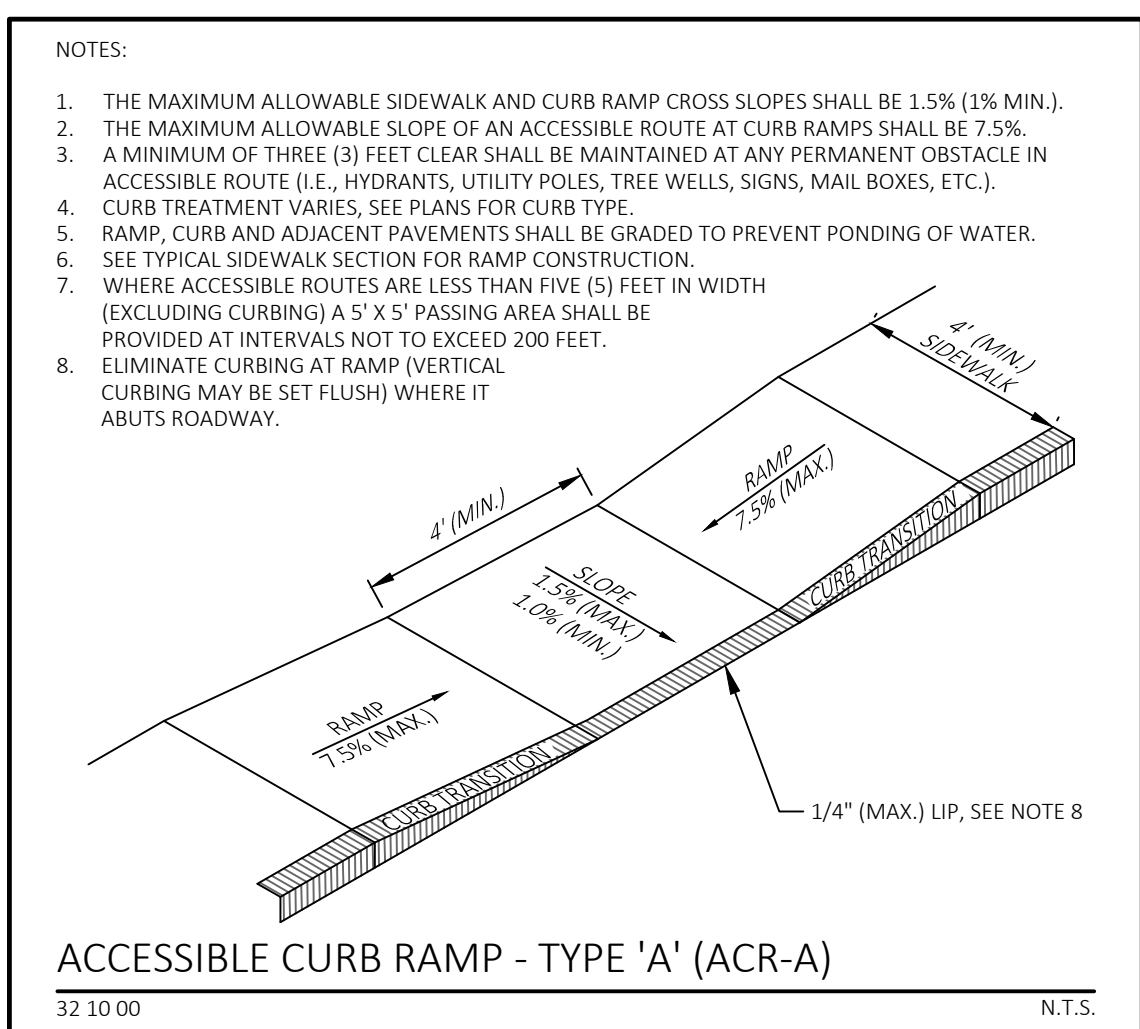 NOTES:
1. THE MAXIMUM ALLOWABLE SIDEWALK AND CURB RAMP CROSS SLOPES SHALL BE 1.5% (1% MIN.).
2. THE MAXIMUM ALLOWABLE SLOPE OF AN ACCESSIBLE ROUTE AT CURB RAMPS SHALL BE 7.5%.
3. A MINIMUM OF THREE (3) FEET CLEAR SHALL BE MAINTAINED AT ANY PERMANENT OBSTACLE IN
ACCESSIBLE ROUTE (I.E., HYDRANTS, UTILITY POLES, TREE WELLS, SIGNS, MAIL BOXES, ETC.).
4. CURB TREATMENT VARIES, SEE PLANS FOR CURB TYPE.
5. RAMP, CURB AND ADJACENT PAVEMENTS SHALL BE GRADED TO PREVENT PONDING OF WATER.
6. SEE TYPICAL SIDEWALK SECTION FOR RAMP CONSTRUCTION.
7. WHERE ACCESSIBLE ROUTES ARE LESS THAN FIVE (5) FEET IN WIDTH
(EXCLUDING CURBING) A 5' X 5' PASSING AREA SHALL BE
PROVIDED AT INTERVALS NOT TO EXCEED 200 FEET.
8. ELIMINATE CURBING AT RAMP (VERTICAL
CURBING MAY BE SET FLUSH) WHERE IT
ABUTS ROADWAY.
4' (MIN.)
SIDEWALK
RAMP
7.5% (MAX.)
4' (MIN.)
CURB TRANSITION
SLOPE
1.5% (MAX.)
1.0% (MIN.)
RAMP
7.5% (MAX.)
CURB TRANSITION
1/4" (MAX.) LIP, SEE NOTE 8
ACCESSIBLE CURB RAMP - TYPE 'A' (ACR-A)
32 10 00
N.T.S.